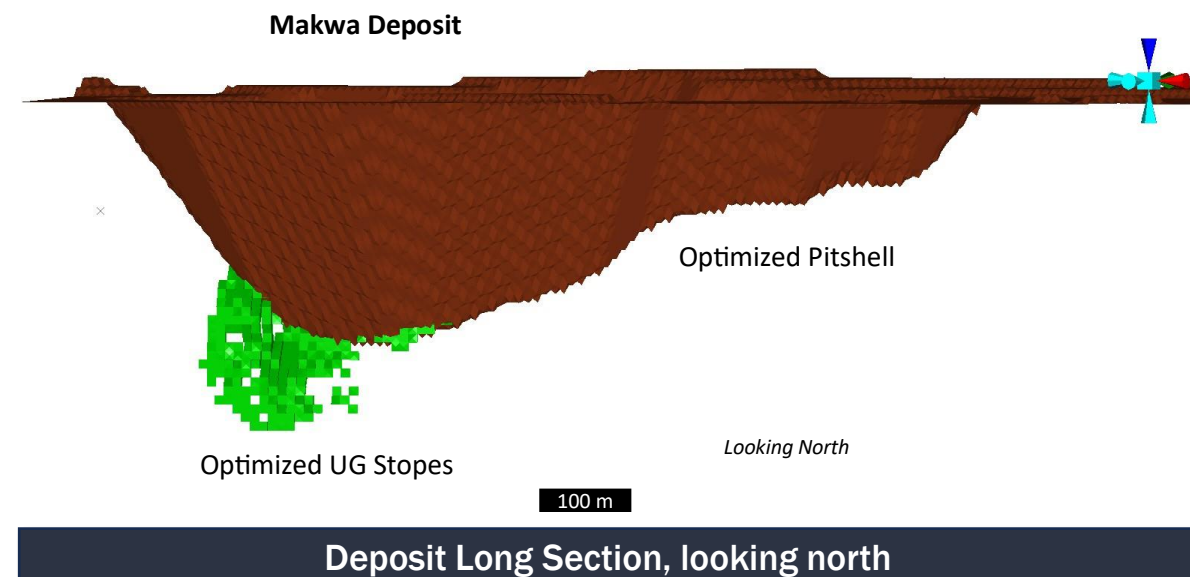 Makwa Deposit
Optimized Pitshell
Looking North
Optimized UG Stopes
100 m
Deposit Long Section, looking north